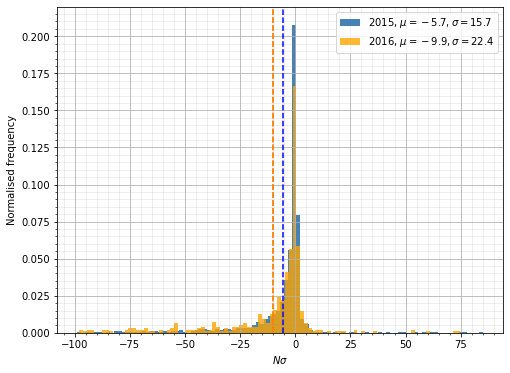 2015, μ = −5.7, σ = 15.7
2016, μ = −9.9, σ = 22.4
Normalised frequency
0.200
0.175
0.150
0.125
0.100
0.075
0.050
0.025
0.000
−100 −75 −50 −25 0 25 50 75
Nσ